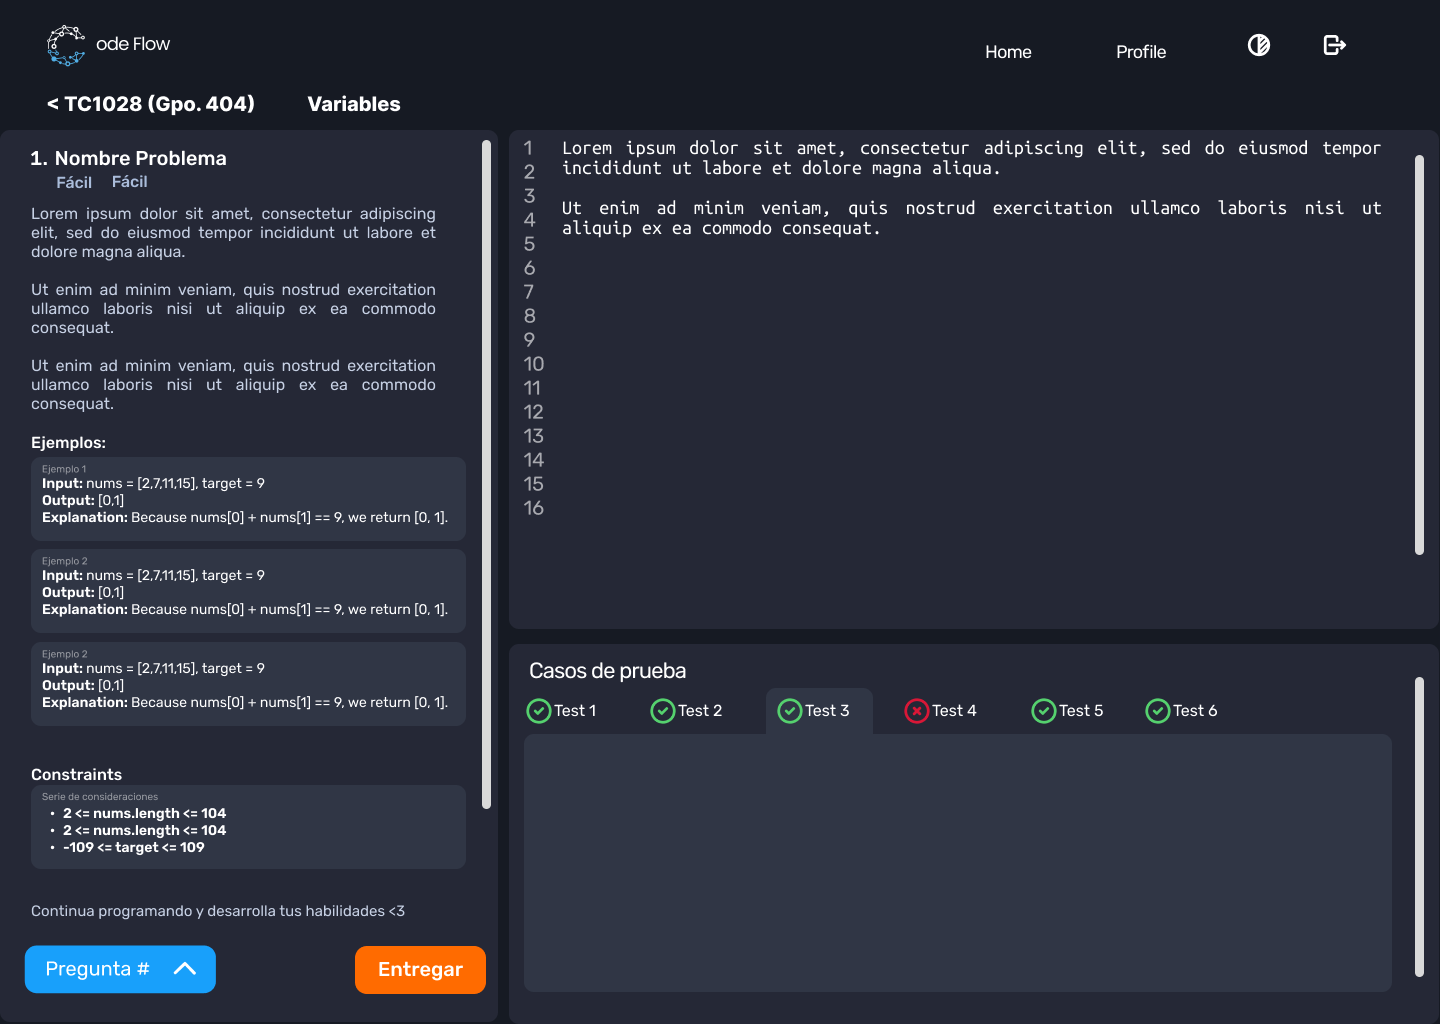 ode Flow
Home
Profile
< TC1028 (Gpo. 404)
Variables
1. Nombre Problema
Fácil
Fácil
Lorem ipsum dolor sit amet, consectetur adipiscing
elit, sed do eiusmod tempor incididunt ut labore et
dolore magna aliqua.
Ut enim ad minim veniam, quis nostrud exercitation
ullamco laboris nisi ut aliquip ex ea commodo
consequat.
Ut enim ad minim veniam, quis nostrud exercitation
ullamco laboris nisi ut aliquip ex ea commodo
consequat.
Ejemplos:
Ejemplo 1
Input: nums = [2,7,11,15], target = 9
Output: [0,1]
Explanation: Because nums[0] + nums[1] == 9, we return [0, 1].
Ejemplo 2
Input: nums = [2,7,11,15], target = 9
Output: [0,1]
Explanation: Because nums[0] + nums[1] == 9, we return [0, 1].
Ejemplo 2
Input: nums = [2,7,11,15], target = 9
Output: [0,1]
Explanation: Because nums[0] + nums[1] == 9, we return [0, 1].
Constraints
Serie de consideraciones
• 2 <= nums.length <= 104
• 2 <= nums.length <= 104
• -109 <= target <= 109
Continua programando y desarrolla tus habilidades <3
Pregunta #
Entregar
1
2
3
4
5
6
7
8
9
10
11
12
13
14
15
16
Lorem ipsum dolor sit amet, consectetur adipiscing elit, sed do eiusmod tempor
incididunt ut labore et dolore magna aliqua.
Ut enim ad minim veniam, quis nostrud exercitation ullamco laboris nisi ut
aliquip ex ea commodo consequat.
Casos de prueba
Test 1
Test 2
Test 3
Test 4
Test 5
Test 6